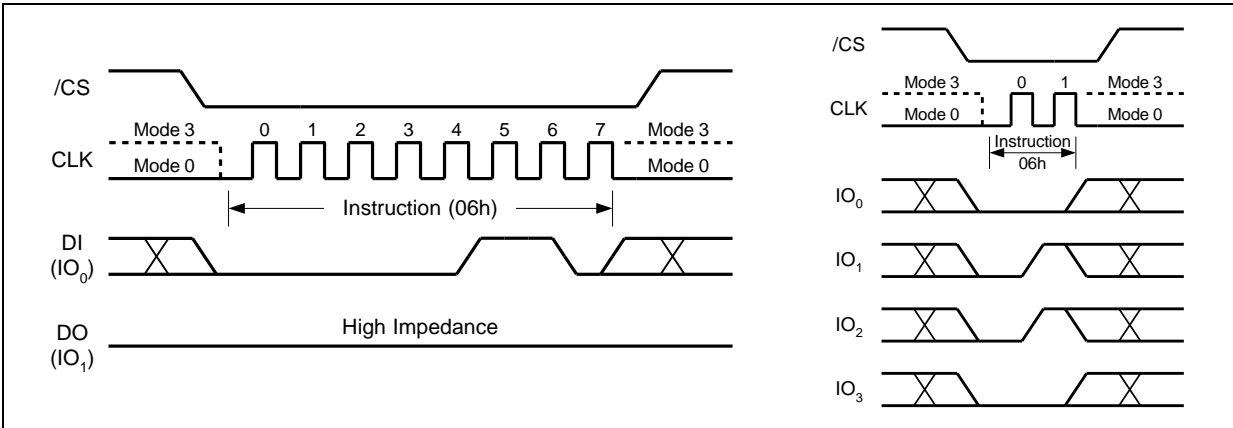 /CS
Mode 3 0 1 2 3 4 5 6 7 Mode 3
CLK
Mode 0 Mode 0
Instruction (06h)
DI
(IO0)
High Impedance
DO
(IO1)
/CS
Mode 3 0 1 Mode 3
CLK
Mode 0 Mode 0
Instruction
06h
IO0
IO1
IO2
IO3